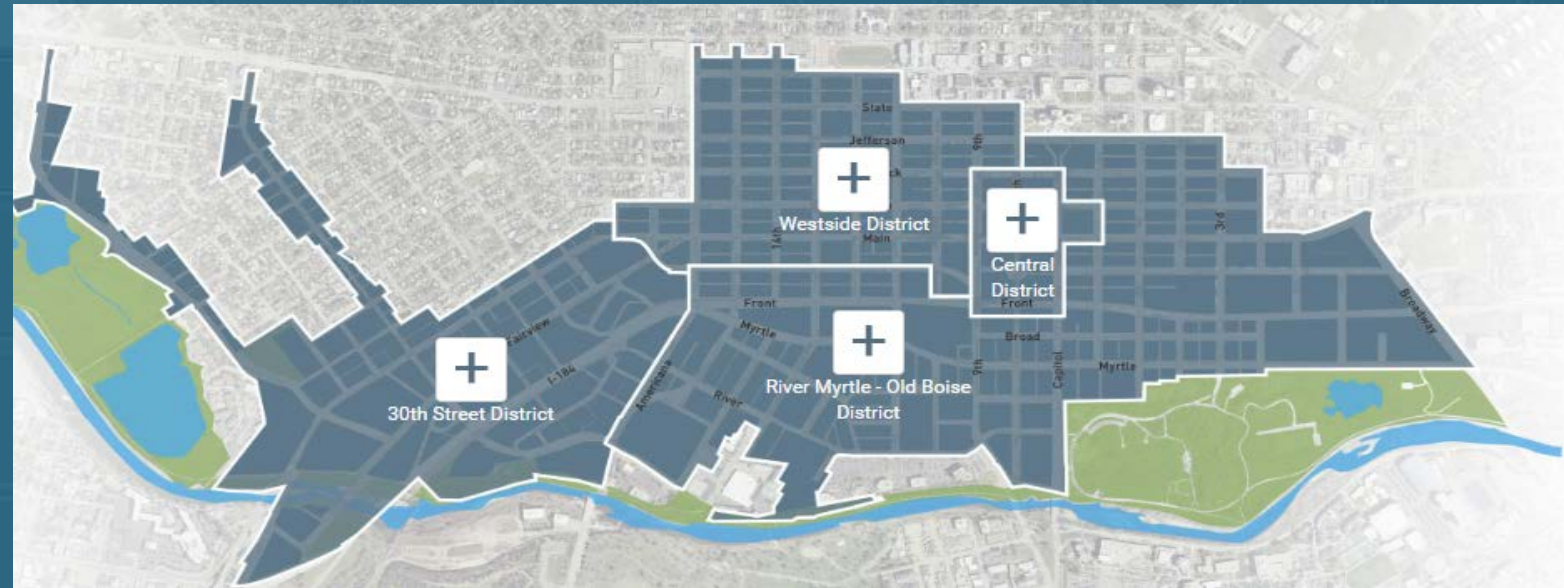 State
Jefferson
9th
ck
n
Westside District
3rd
14th
Main
Central
District
Front
Front
Broadway
Myrtle
Broad
Fairview
I-184
Americana
River
9th
Capitol
Myrtle
River Myrtle - Old Boise
District
30th Street District